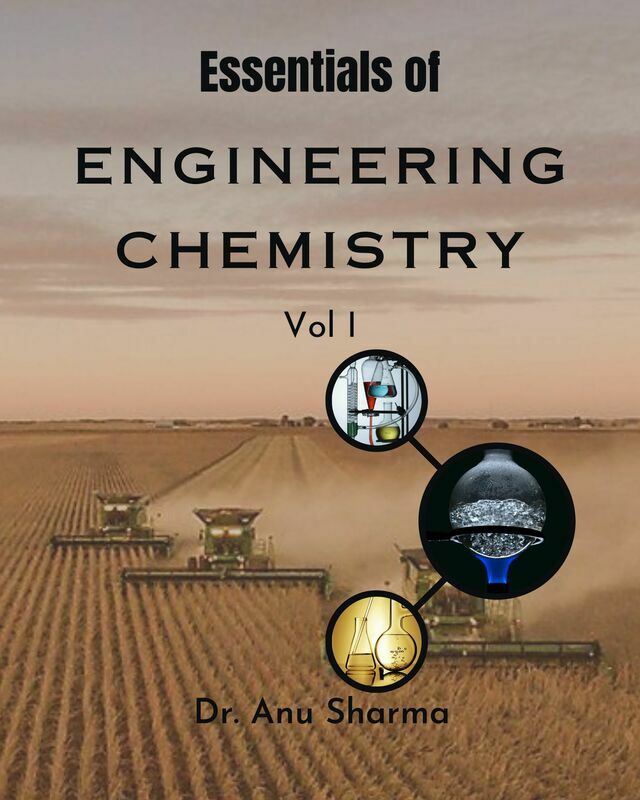 Essentials of
ENGINEERING
CHEMISTRY
Vol I
Dr. Anu Sharma